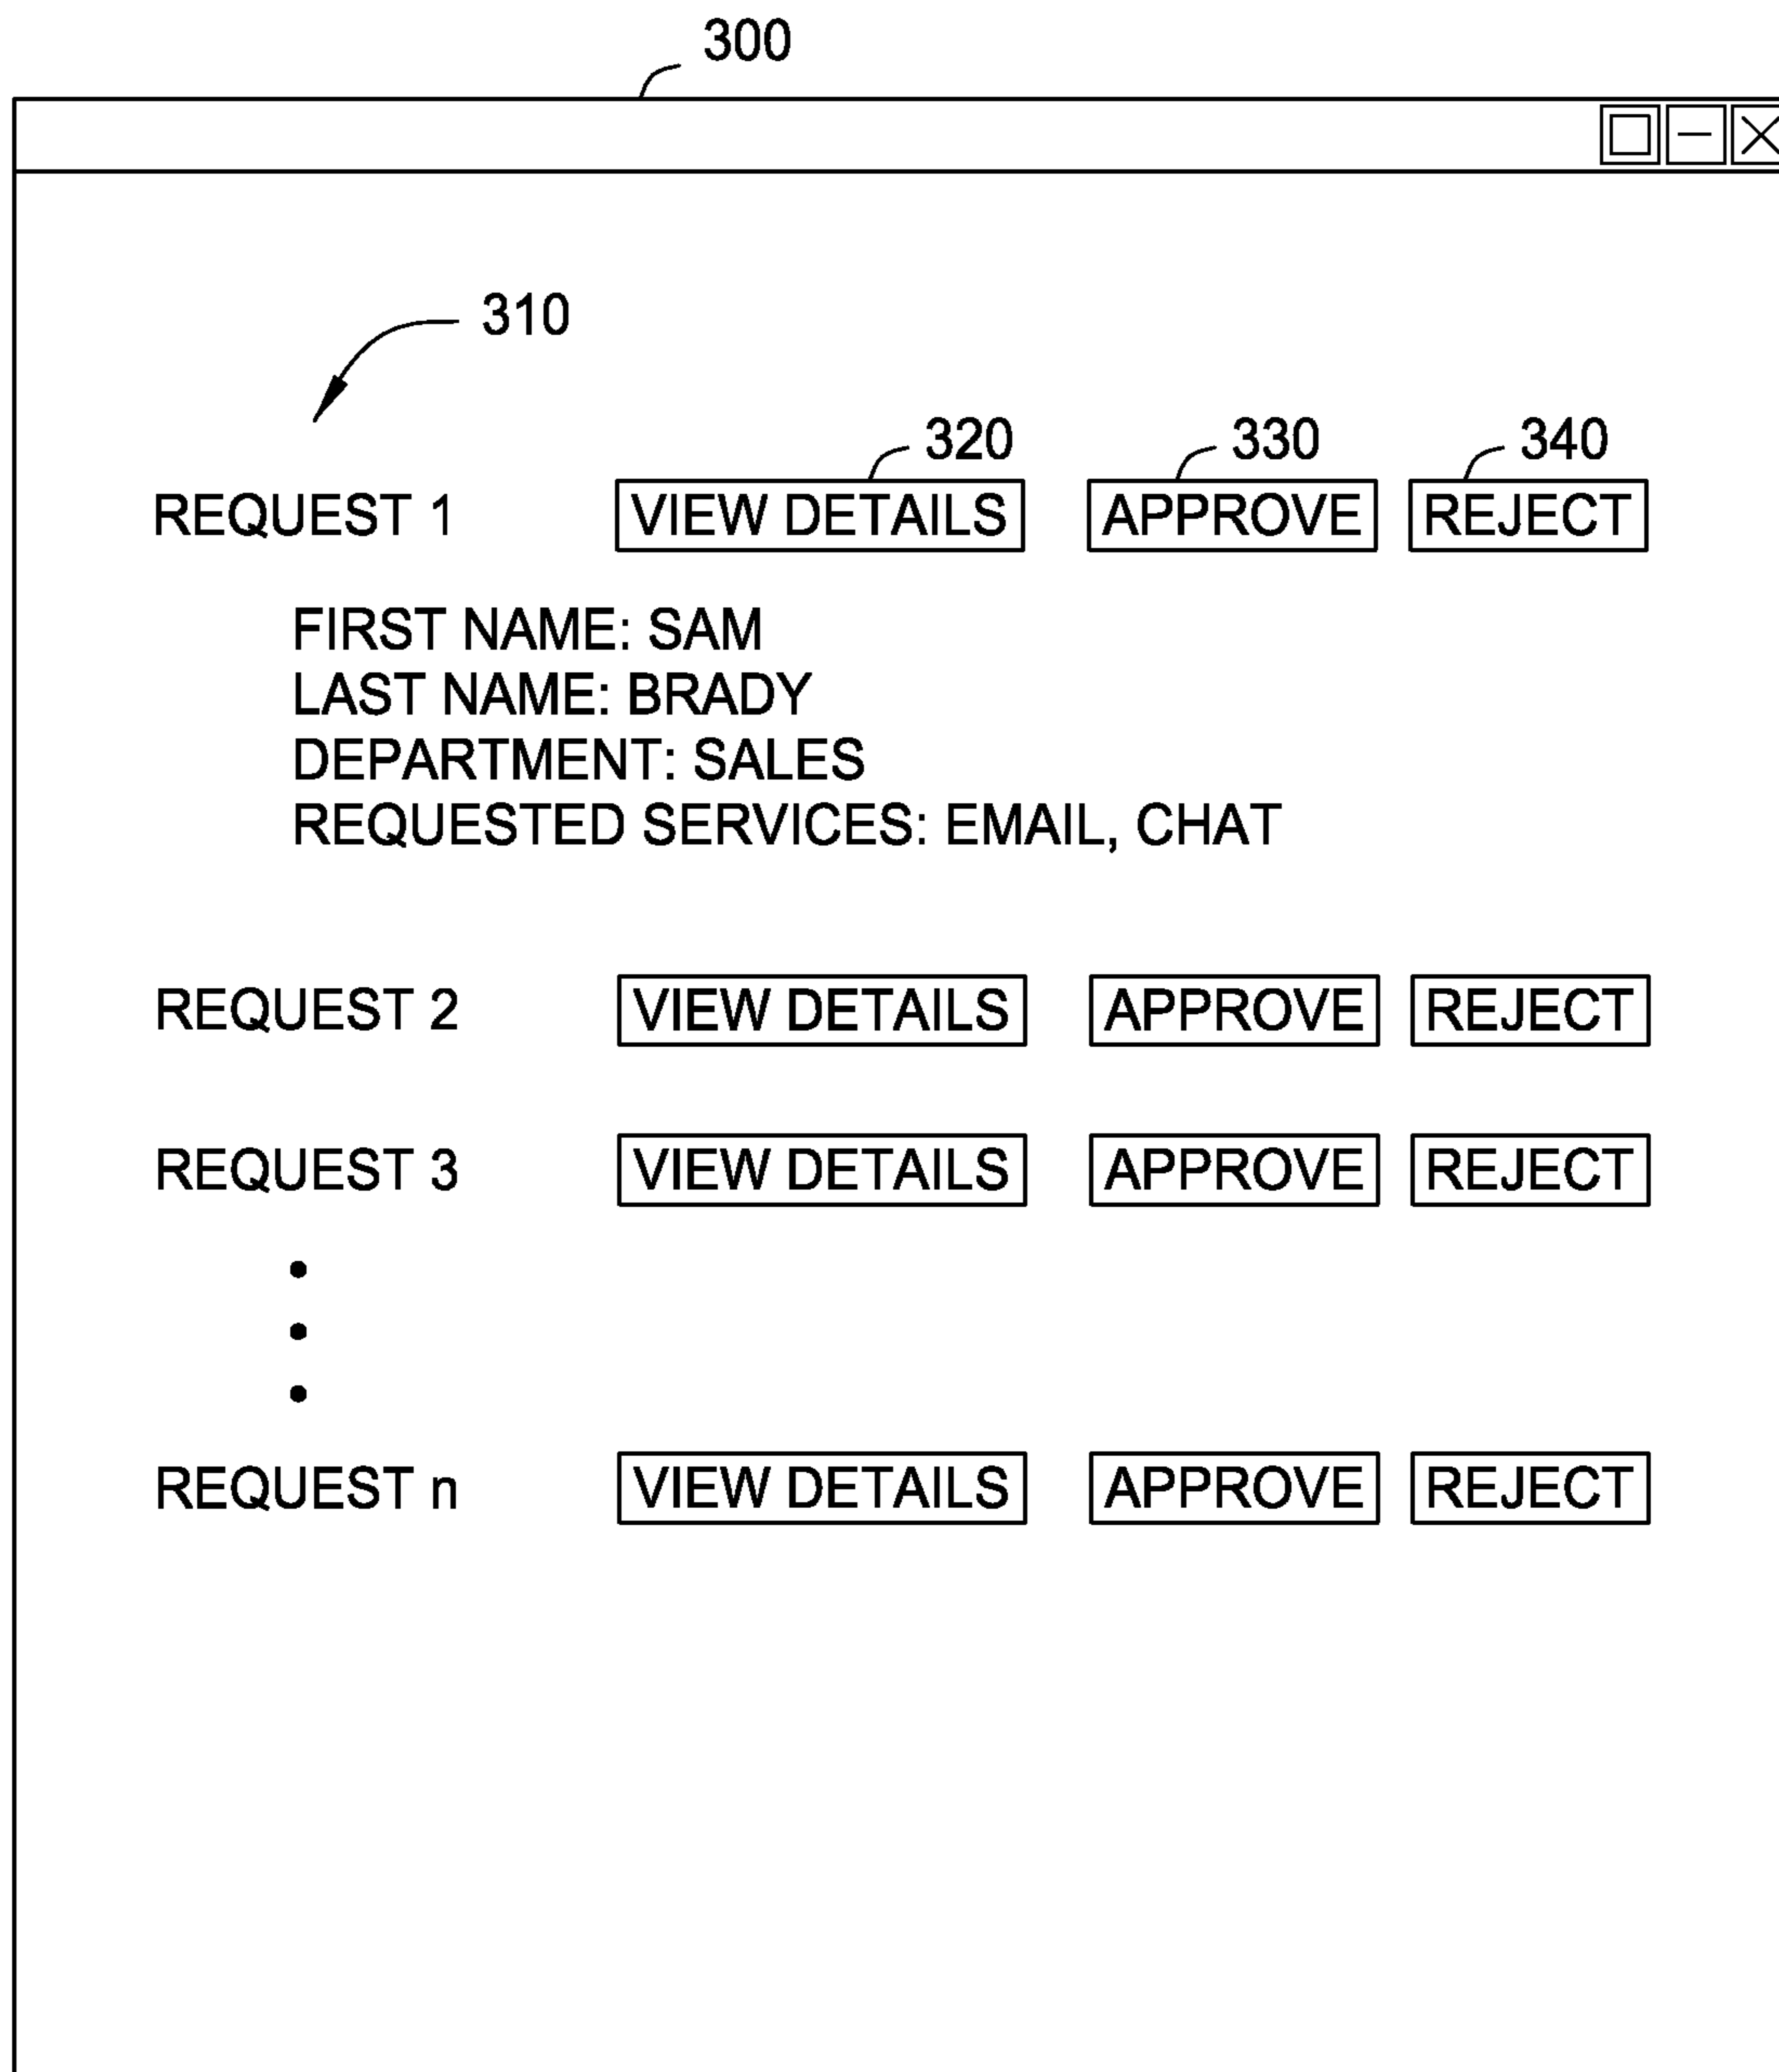 300
310
320 330 340
REQUEST 1 VIEW DETAILS APPROVE REJECT
FIRST NAME: SAM
LAST NAME: BRADY
DEPARTMENT: SALES
REQUESTED SERVICES: EMAIL, CHAT
REQUEST 2 VIEW DETAILS APPROVE REJECT
REQUEST 3 VIEW DETAILS APPROVE REJECT
REQUEST n VIEW DETAILS APPROVE REJECT